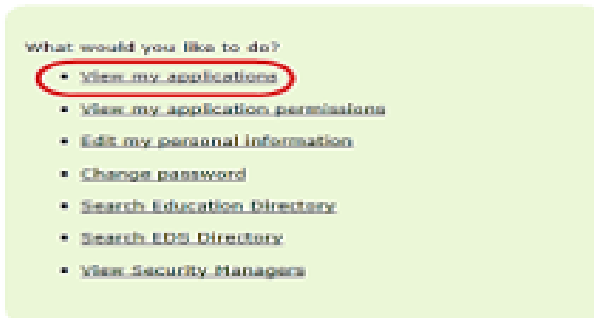 What would you like to do?
View my applications
View my application permissions
Edit my personal information
Change password
Search Education Directory
Search EDS Directory
View Security Managers